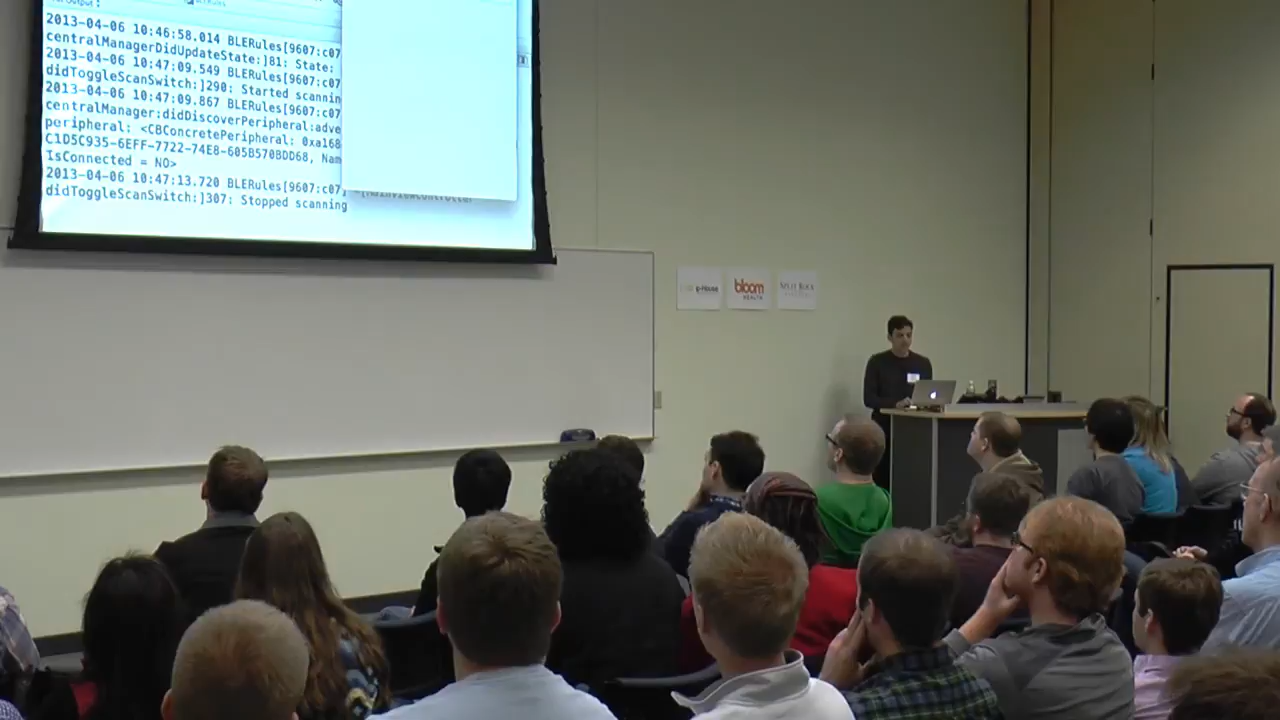 2013-04-06 10:46:58.014 BLERules[9607:c07
centralManagerDidUpdateState:]81: State:
2013-04-06 10:47:09.549 BLERules[9607:c07
didToggleScanSwitch:]290: Started scannin
2013-04-06 10:47:09.867 BLERules[9607:c07
centralManager:didDiscoverPeripheral:adve
peripheral: <CBConcretePeripheral: 0xa168
C1D5C935-6EFF-7722-74E8-605B570BDD68, Nam
IsConnected = NO>
2013-04-06 10:47:13.720 BLERules[9607:c07]
didToggleScanSwitch:]307: Stopped scanning
bloom
HEALTH
SPLIT ROCK